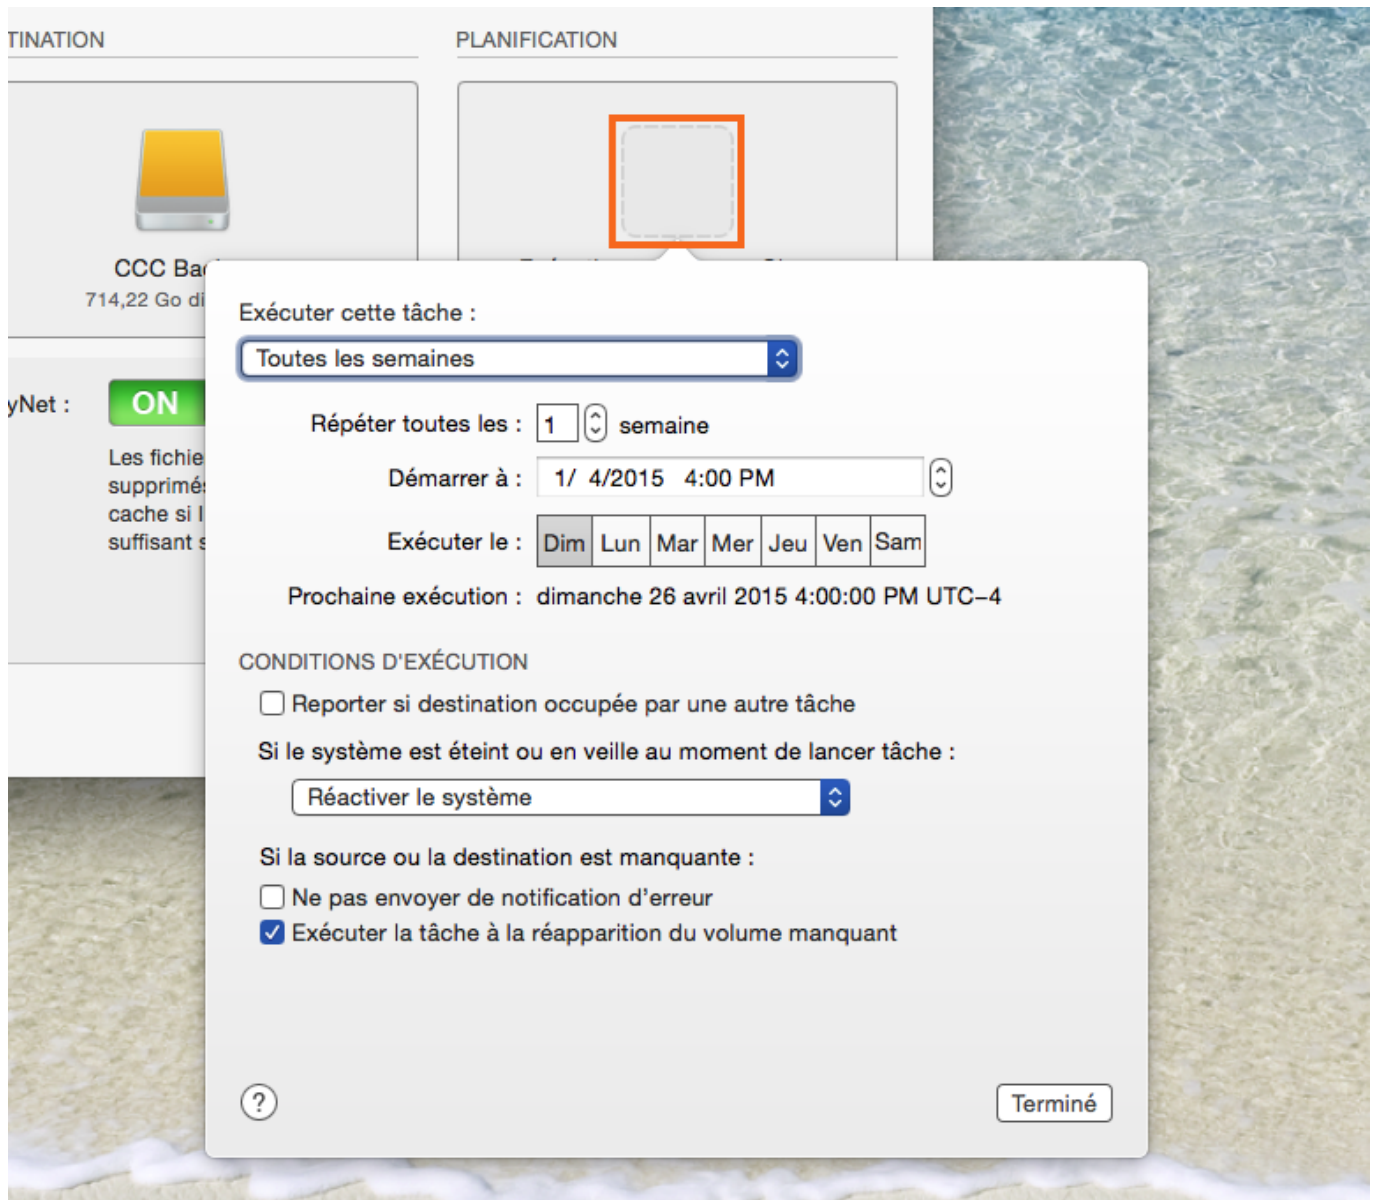 TINATION
PLANIFICATION
CCC Bac
714,22 Go di
yNet :
ON
Les fichie
supprimés
cache si l
suffisant s
Exécuter cette tâche :
Toutes les semaines
Répéter toutes les : 1 semaine
Démarrer à : 1/ 4/2015 4:00 PM
Exécuter le : Dim Lun Mar Mer Jeu Ven Sam
Prochaine exécution : dimanche 26 avril 2015 4:00:00 PM UTC−4
CONDITIONS D'EXÉCUTION
Reporter si destination occupée par une autre tâche
Si le système est éteint ou en veille au moment de lancer tâche :
Réactiver le système
Si la source ou la destination est manquante :
Ne pas envoyer de notification d’erreur
Exécuter la tâche à la réapparition du volume manquant
?
Terminé